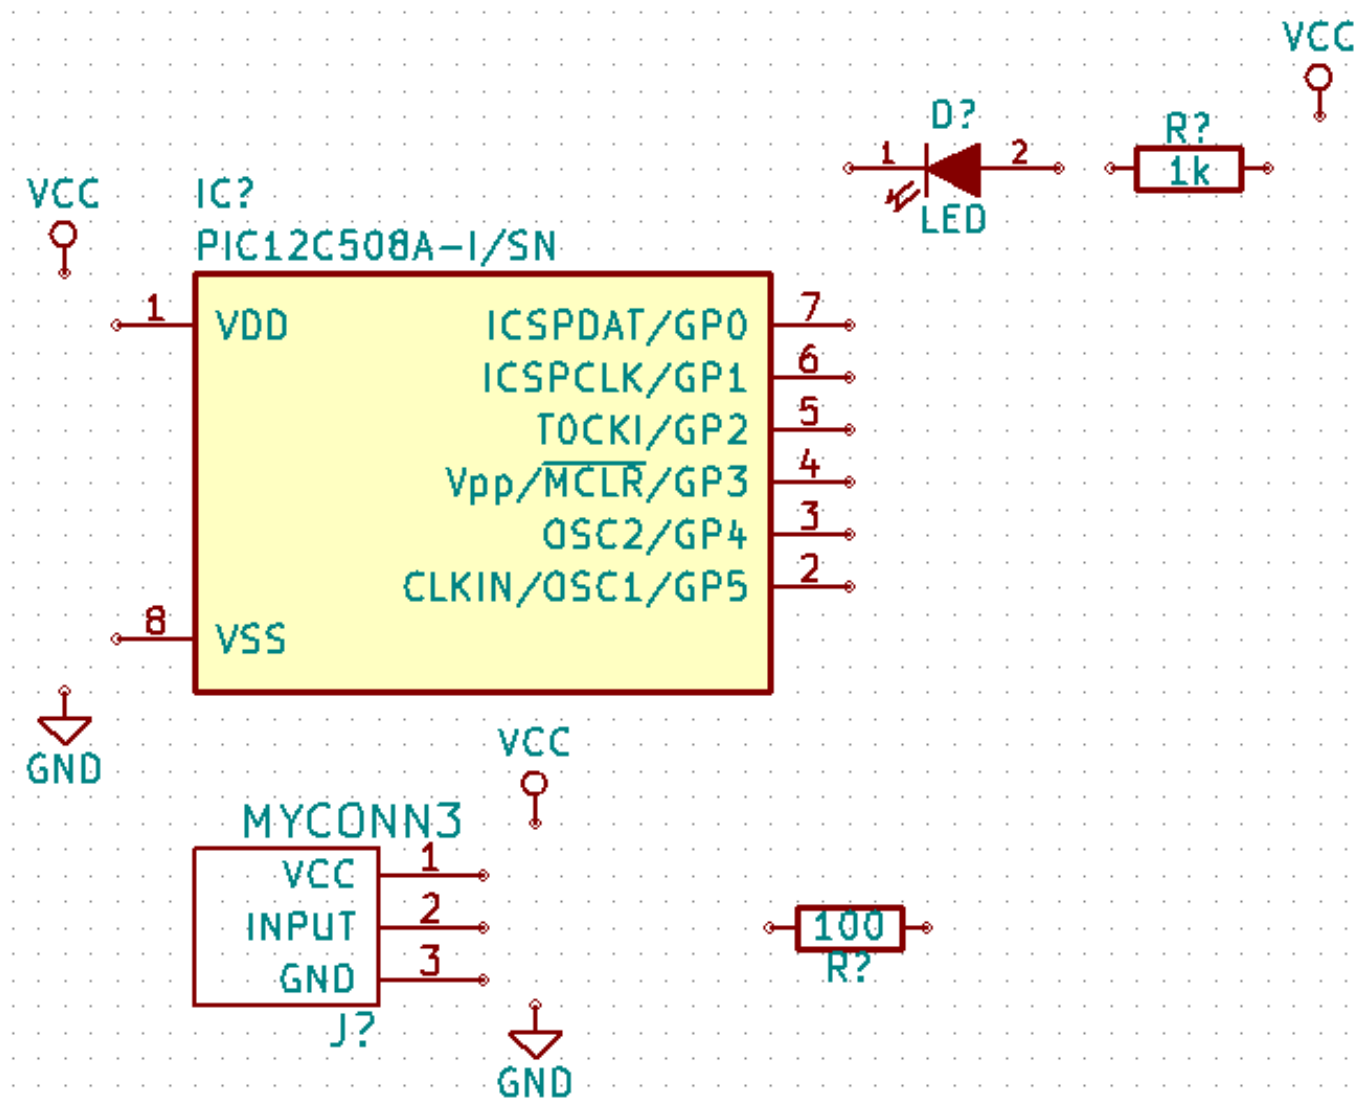 VCC
D?
1 2
LED
R?
1k
VCC
IC?
PIC12C508A-I/SN
1 VDD ICSPDAT/GP0 7
ICSPCLK/GP1 6
T0CKI/GP2 5
Vpp/MCLR/GP3 4
OSC2/GP4 3
CLKIN/OSC1/GP5 2
8 VSS
GND
VCC
MYCONN3
VCC 1
INPUT 2
GND 3
J?
100
R?
GND